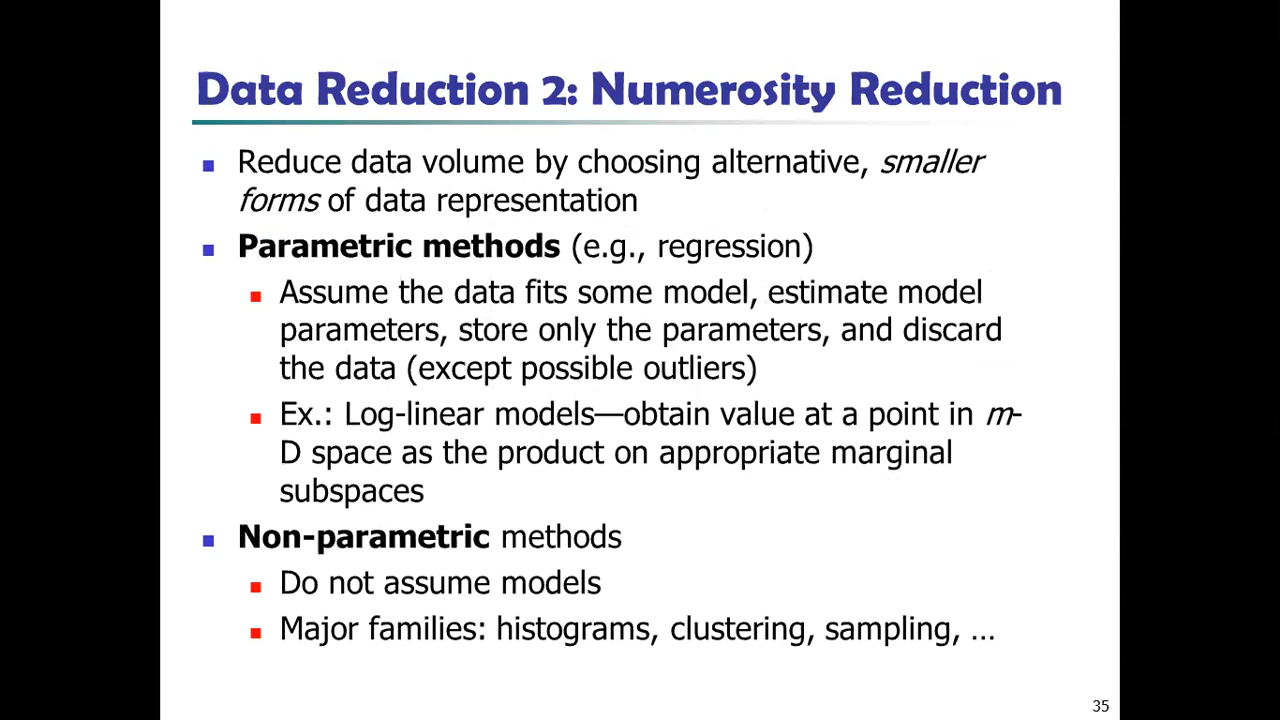 Data Reduction 2: Numerosity Reduction
Reduce data volume by choosing alternative, smaller
forms of data representation
Parametric methods (e.g., regression)
Assume the data fits some model, estimate model
parameters, store only the parameters, and discard
the data (except possible outliers)
Ex.: Log-linear models—obtain value at a point in m-
D space as the product on appropriate marginal
subspaces
Non-parametric methods
Do not assume models
Major families: histograms, clustering, sampling, …
35